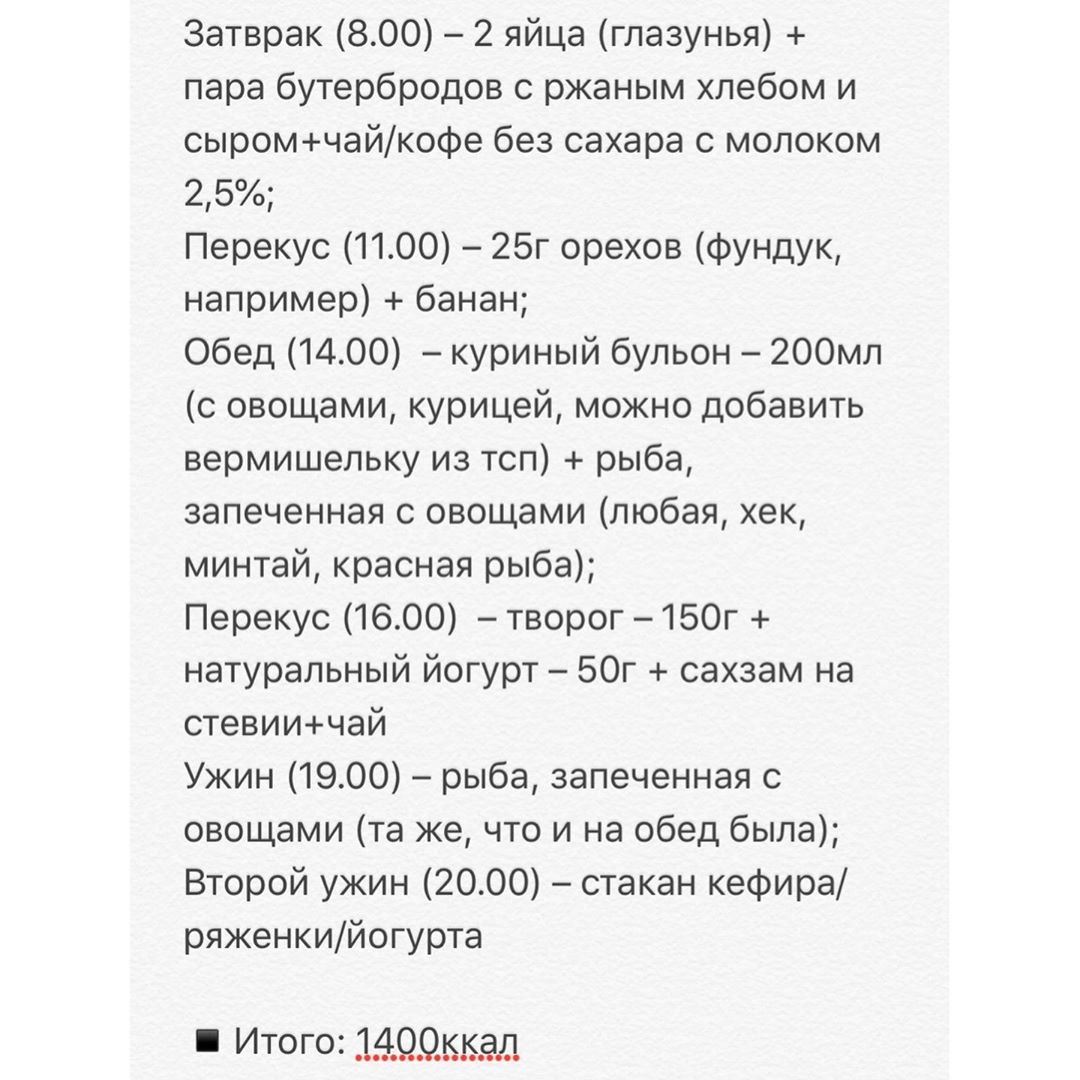 Затврак (8.00) – 2 яйца (глазунья) +
пара бутербродов с ржаным хлебом и
сыром+чай/кофе без сахара с молоком
2,5%;
Перекус (11.00) – 25г орехов (фундук,
например) + банан;
Обед (14.00)  – куриный бульон – 200мл
(с овощами, курицей, можно добавить
вермишельку из тсп) + рыба,
запеченная с овощами (любая, хек,
минтай, красная рыба);
Перекус (16.00)  – творог – 150г +
натуральный йогурт – 50г + сахзам на
стевии+чай
Ужин (19.00) – рыба, запеченная с
овощами (та же, что и на обед была);
Второй ужин (20.00) – стакан кефира/
ряженки/йогурта
▪️ Итого: 1400ккал